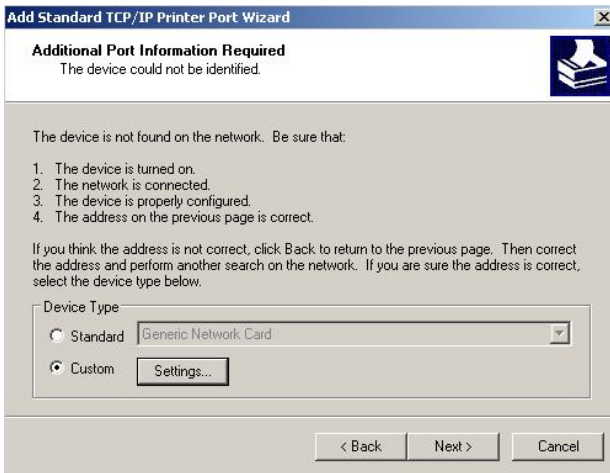 Add Standard TCP/IP Printer Port Wizard
Additional Port Information Required
The device could not be identified.
The device is not found on the network. Be sure that:
1. The device is turned on.
2. The network is connected.
3. The device is properly configured.
4. The address on the previous page is correct.
If you think the address is not correct, click Back to return to the previous page. Then correct
the address and perform another search on the network. If you are sure the address is correct,
select the device type below.
Device Type
Standard Generic Network Card
Custom Settings...
< Back Next > Cancel